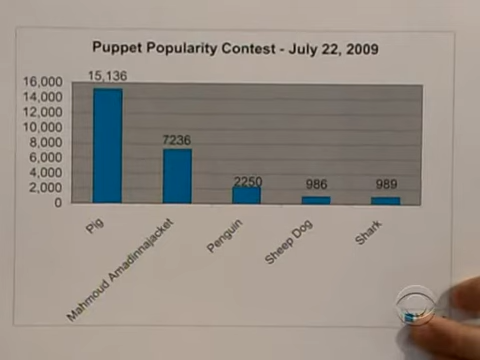 Puppet Popularity Contest - July 22, 2009
16,000
14,000
12,000
10,000
8,000
6,000
4,000
2,000
0
15,136
7236
2250
986
989
Pig
Mahmoud Amadinnajacket
Penguin
Sheep Dog
Shark